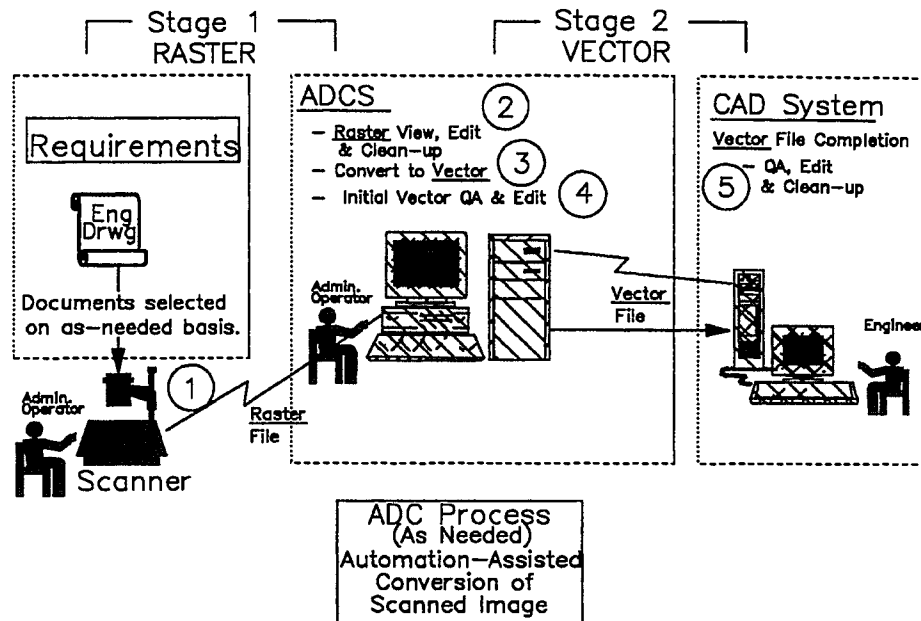 Stage 1
RASTER
Stage 2
VECTOR
Requirements
Eng
Drwg
Documents selected
on as-needed basis.
Admin.
Operator
1
Scanner
Raster
File
ADCS
2
- Raster View, Edit
& Clean-up
- Convert to Vector
3
- Initial Vector QA & Edit
4
Admin.
Operator
Vector
File
CAD System
Vector File Completion
- QA, Edit
& Clean-up
5
Engineer
ADC Process
(As Needed)
Automation-Assisted
Conversion of
Scanned Image